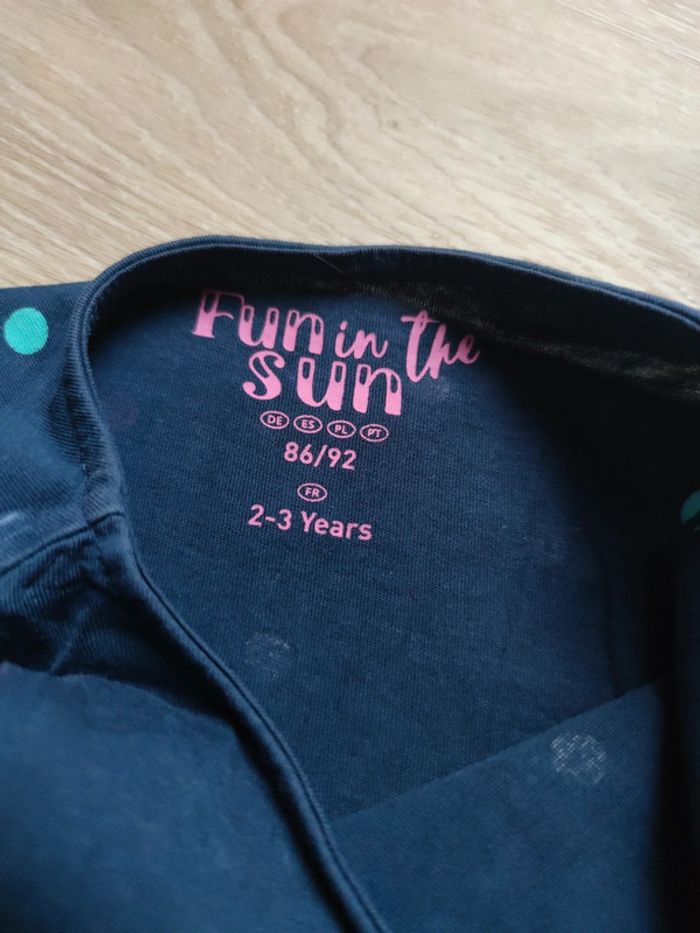 Fun in the
sun
DE ES PL PT
86/92
FR
2-3 Years